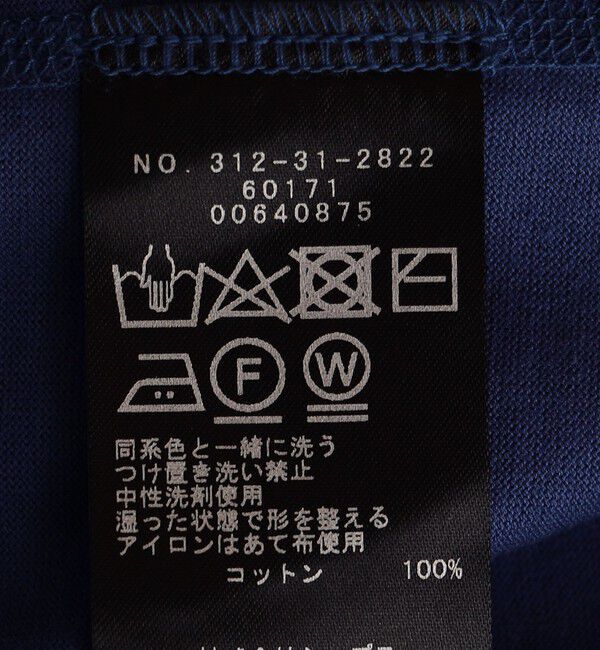 NO. 312-31-2822
60171
00640875
F W
同系色と一緒に洗う
つけ置き洗い禁止
中性洗剤使用
湿った状態で形を整える
アイロンはあて布使用
コットン 100%